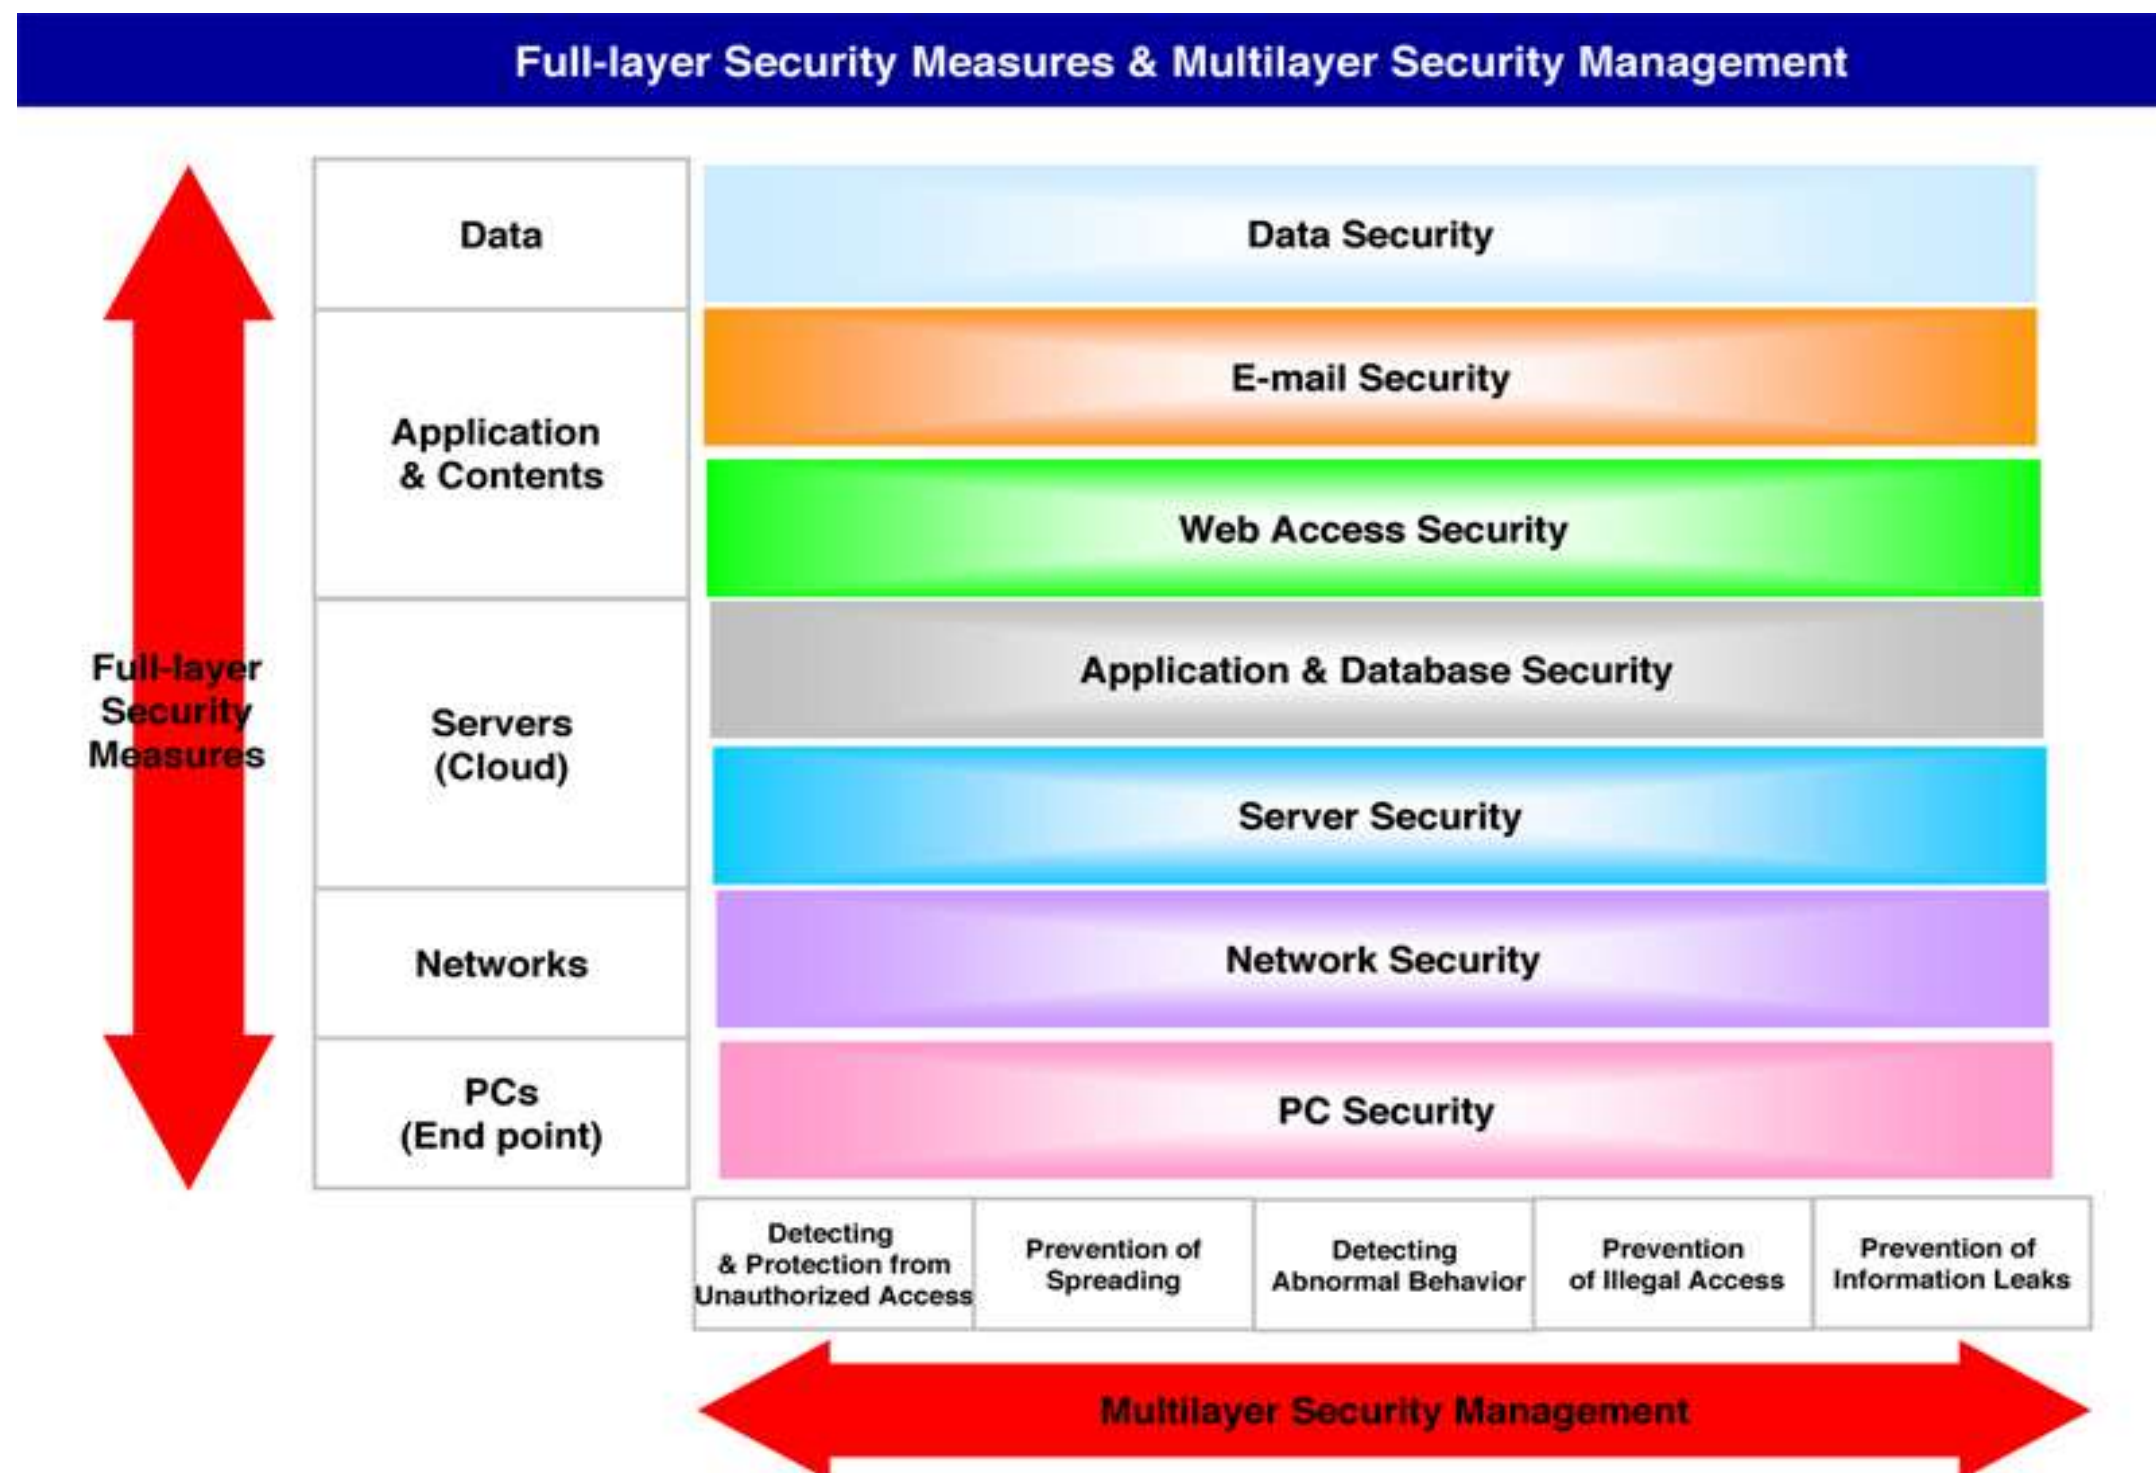 Full-layer Security Measures & Multilayer Security Management
Data
Data Security
Application
& Contents
E-mail Security
Web Access Security
Full-layer
Security
Measures
Servers
(Cloud)
Application & Database Security
Server Security
Networks
Network Security
PCs
(End point)
PC Security
Detecting
& Protection from
Unauthorized Access
Prevention of
Spreading
Detecting
Abnormal Behavior
Prevention
of Illegal Access
Prevention of
Information Leaks
Multilayer Security Management